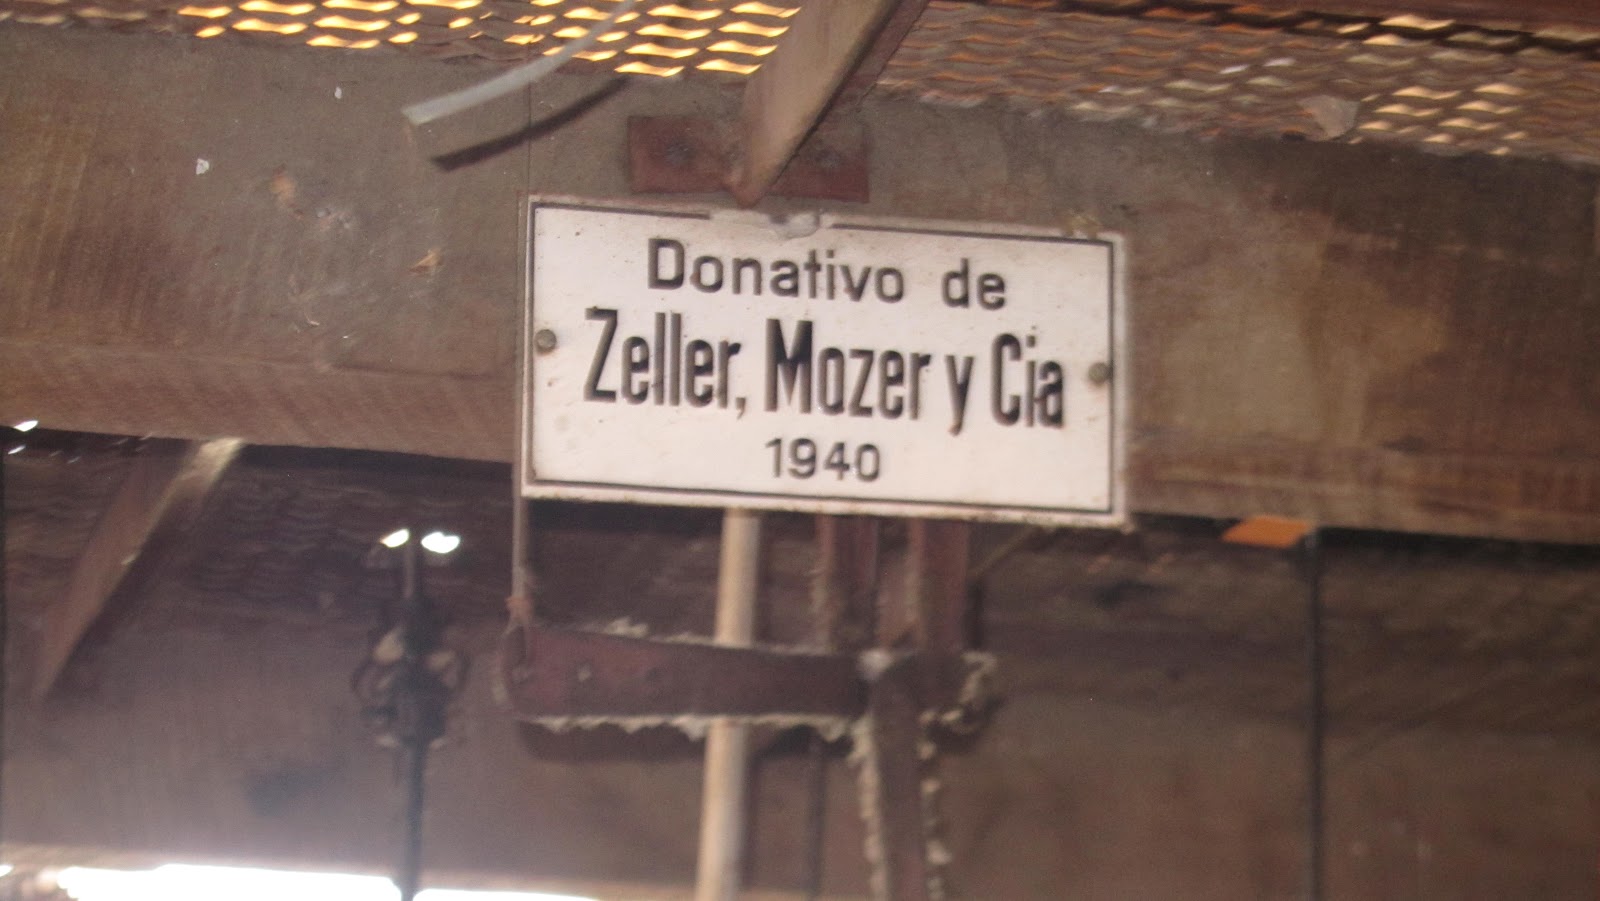 Donativo de
Zeller, Mozer y Cia
1940